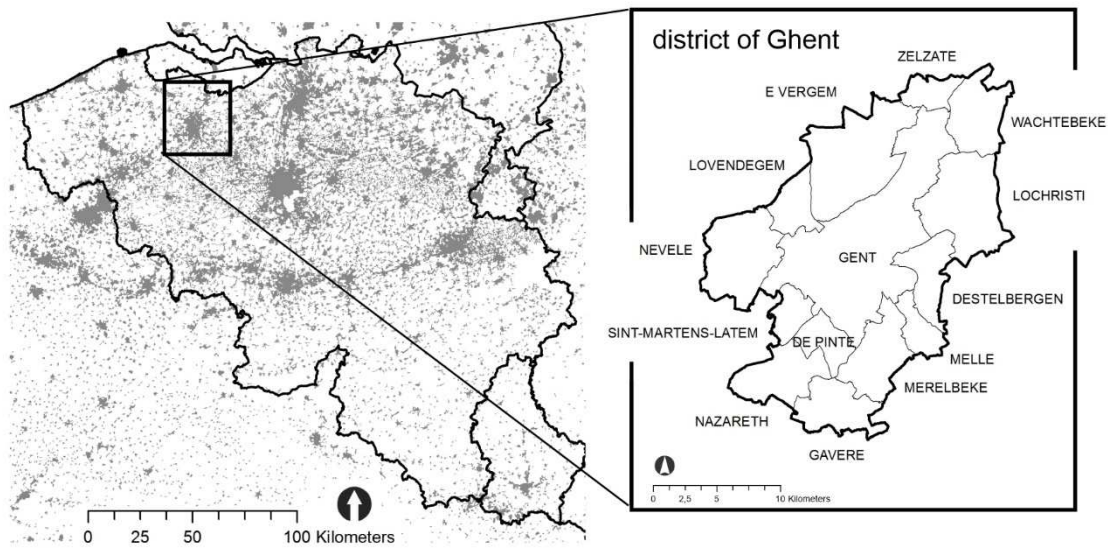 district of Ghent
ZELZATE
E VERGEM
WACHTEBEKE
LOVENDEGEM
LOCHRISTI
NEVELE
GENT
DESTELBERGEN
SINT-MARTENS-LATEM
DE PINTE
MELLE
MERELBEKE
NAZARETH
GAVERE
0 2,5 5 10 Kilometers
0 25 50 100 Kilometers